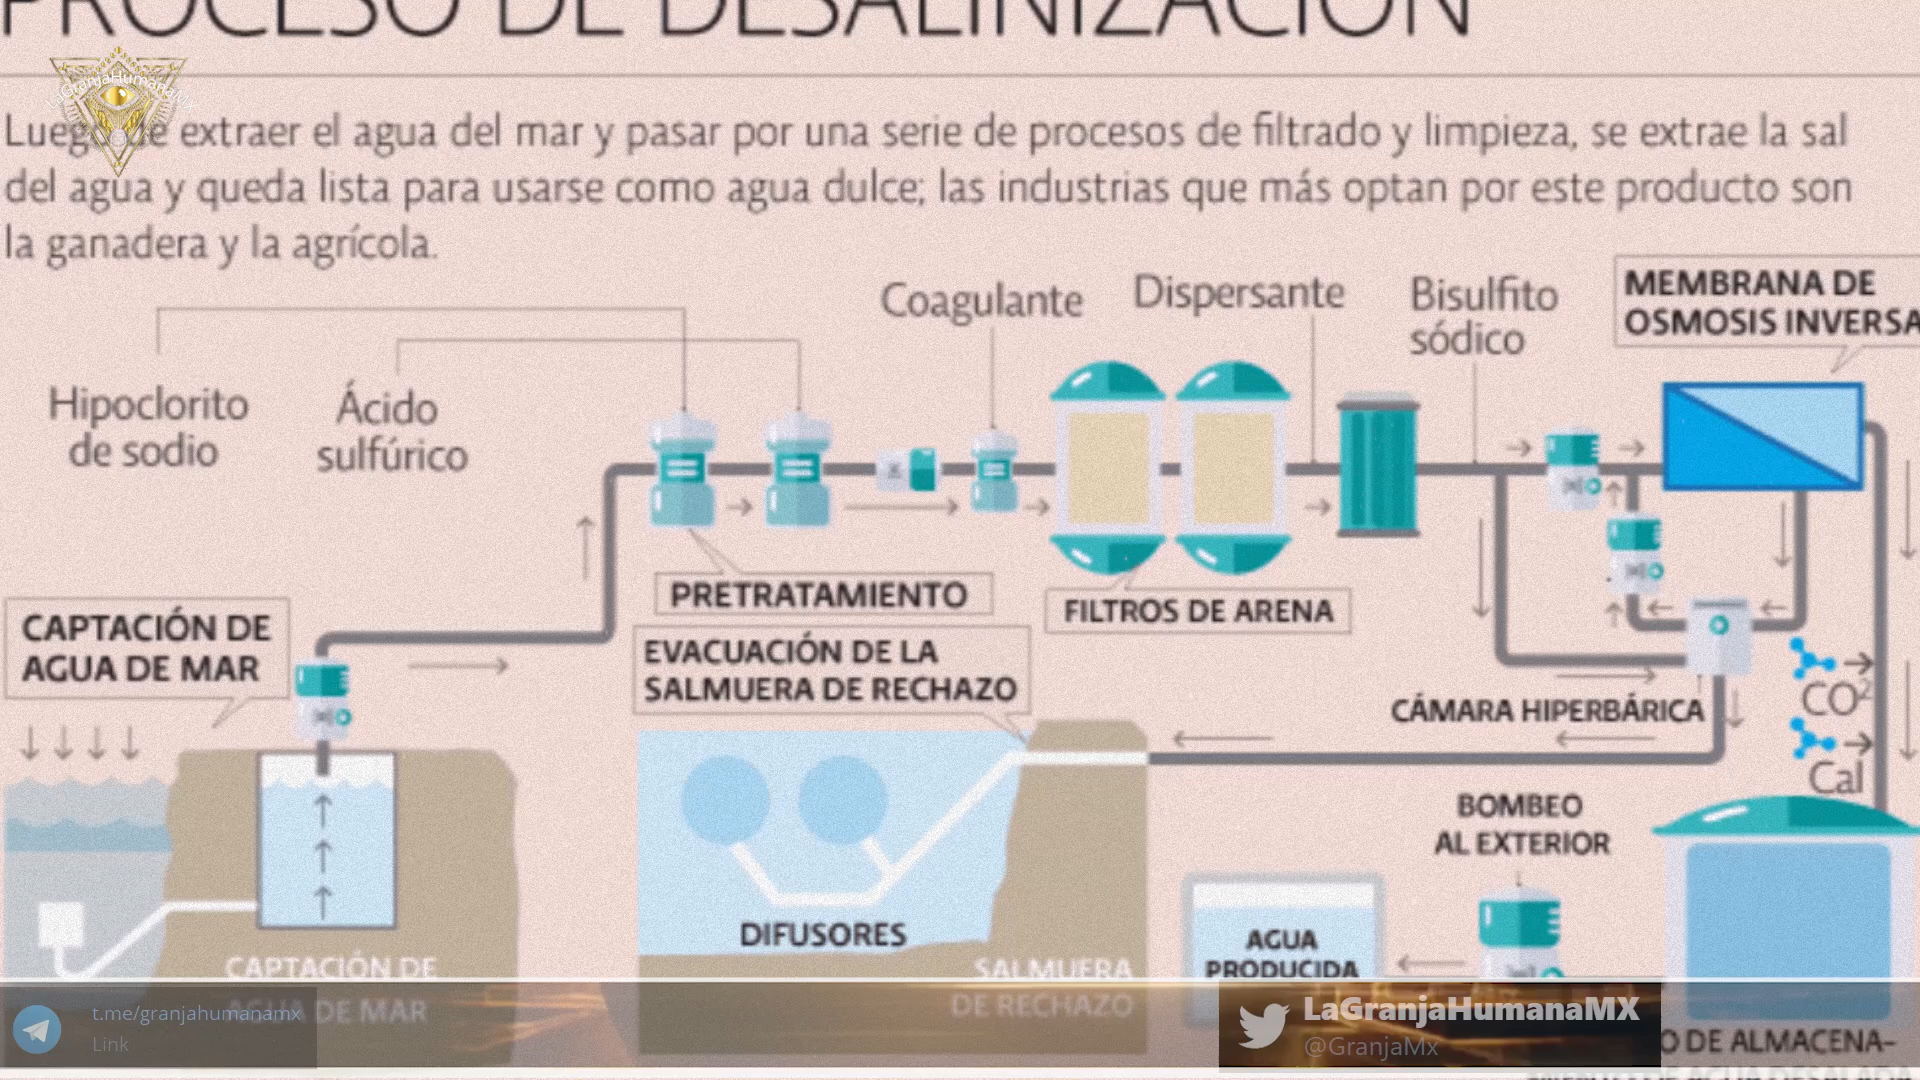 PROCESO DE DESALINIZACIÓN
LaGranjaHumanaMX
Luego de extraer el agua del mar y pasar por una serie de procesos de filtrado y limpieza, se extrae la sal
del agua y queda lista para usarse como agua dulce; las industrias que más optan por este producto son
la ganadera y la agrícola.
Hipoclorito
de sodio
Ácido
sulfúrico
Coagulante
Dispersante
Bisulfito
sódico
MEMBRANA DE
OSMOSIS INVERSA
PRETRATAMIENTO
FILTROS DE ARENA
CAPTACIÓN DE
AGUA DE MAR
EVACUACIÓN DE LA
SALMUERA DE RECHAZO
CÁMARA HIPERBÁRICA
CO²
Cal
BOMBEO
AL EXTERIOR
DIFUSORES
AGUA
PRODUCIDA
CAPTACIÓN DE
AGUA DE MAR
SALMUERA
DE RECHAZO
O DE ALMACENA-
t.me/granjahumanamx
Link
LaGranjaHumanaMX
@GranjaMx